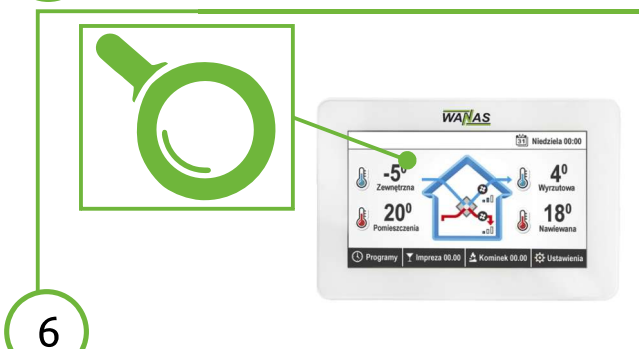 WANAS
31 Niedziela 00:00
-5⁰ Zewnętrzna
4⁰ Wyrzutowa
20⁰ Pomieszczenia
18⁰ Nawiewana
Programy Impreza 00.00 Kominek 00.00 Ustawienia
6